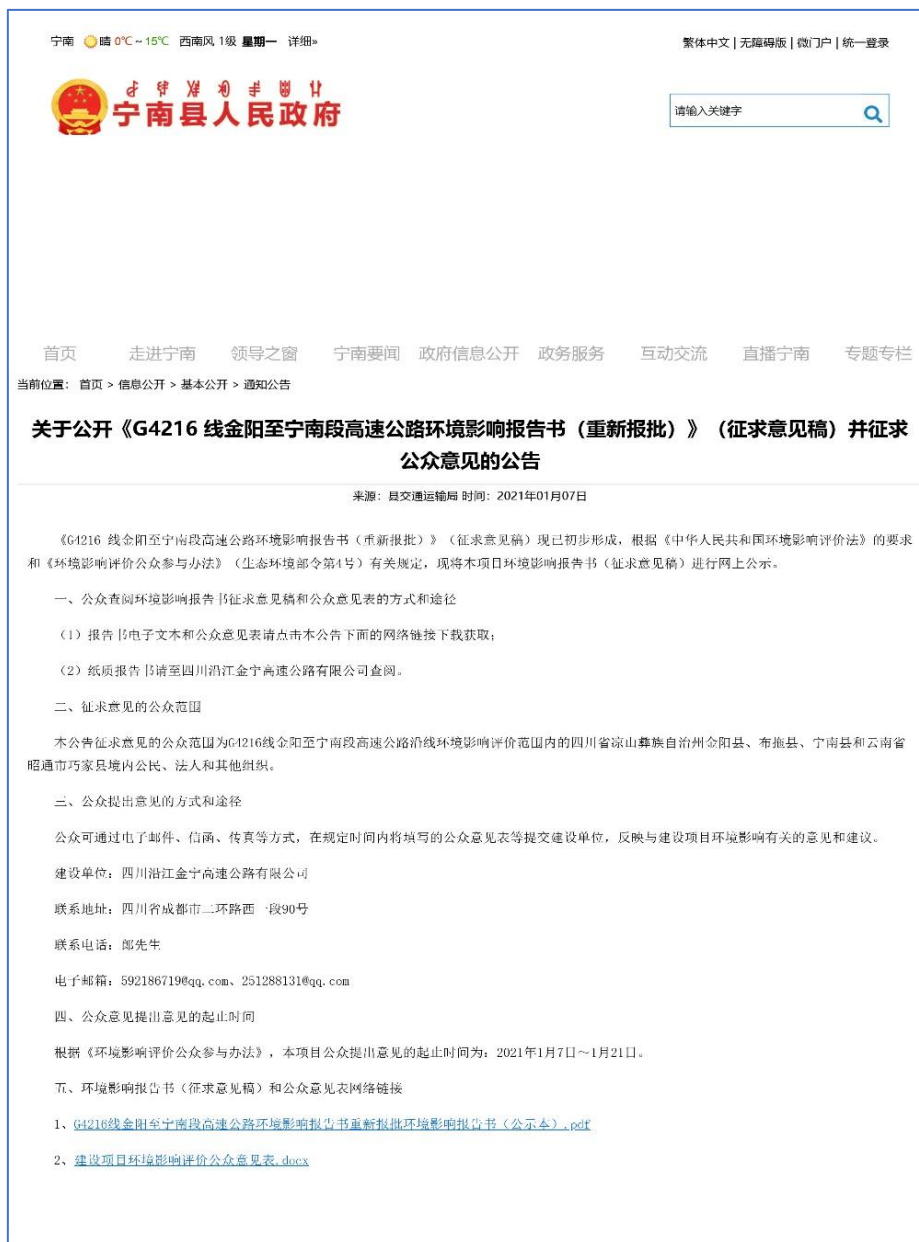 宁南 晴 0℃～15℃ 西南风 1级 星期一 详细»
繁体中文 | 无障碍版 | 微门户 | 统一登录
宁南县人民政府
请输入关键字
首页 走进宁南 领导之窗 宁南要闻 政府信息公开 政务服务 互动交流 直播宁南 专题专栏
当前位置： 首页 > 信息公开 > 基本公开 > 通知公告
关于公开《G4216 线金阳至宁南段高速公路环境影响报告书（重新报批）》（征求意见稿）并征求
公众意见的公告
来源：县交通运输局 时间：2021年01月07日
《G4216 线金阳至宁南段高速公路环境影响报告书（重新报批）》（征求意见稿）现已初步形成，根据《中华人民共和国环境影响评价法》的要求
和《环境影响评价公众参与办法》（生态环境部令第4号）有关规定，现将本项目环境影响报告书（征求意见稿）进行网上公示。
一、公众查阅环境影响报告书征求意见稿和公众意见表的方式和途径
（1）报告书电子文本和公众意见表请点击本公告下面的网络链接下载获取；
（2）纸质报告书请至四川沿江金宁高速公路有限公司查阅。
二、征求意见的公众范围
本公告征求意见的公众范围为G4216线金阳至宁南段高速公路沿线环境影响评价范围内的四川省凉山彝族自治州金阳县、布拖县、宁南县和云南省
昭通市巧家县境内公民、法人和其他组织。
三、公众提出意见的方式和途径
公众可通过电子邮件、信函、传真等方式，在规定时间内将填写的公众意见表等提交建设单位，反映与建设项目环境影响有关的意见和建议。
建设单位：四川沿江金宁高速公路有限公司
联系地址：四川省成都市二环路西一段90号
联系电话：郎先生
电子邮箱：592186719@qq.com、251288131@qq.com
四、公众意见提出意见的起止时间
根据《环境影响评价公众参与办法》，本项目公众提出意见的起止时间为：2021年1月7日～1月21日。
五、环境影响报告书（征求意见稿）和公众意见表网络链接
1、G4216线金阳至宁南段高速公路环境影响报告书重新报批环境影响报告书（公示本）.pdf
2、建设项目环境影响评价公众意见表.docx